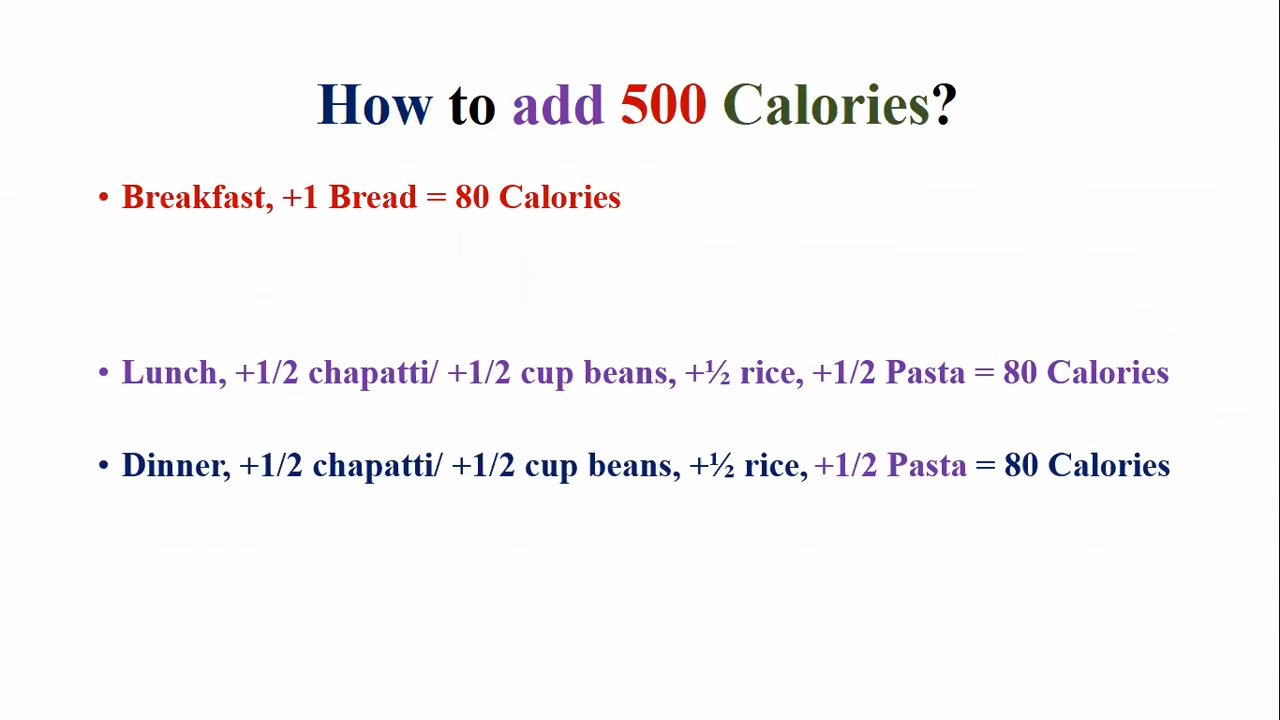 How to add 500 Calories?
• Breakfast, +1 Bread = 80 Calories
• Lunch, +1/2 chapatti/ +1/2 cup beans, +½ rice, +1/2 Pasta = 80 Calories
• Dinner, +1/2 chapatti/ +1/2 cup beans, +½ rice, +1/2 Pasta = 80 Calories